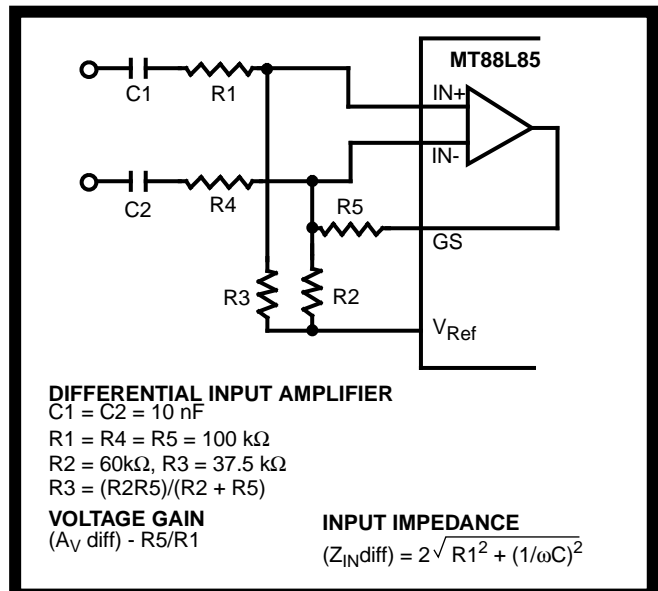 MT88L85
IN+
C1
R1
IN-
C2
R4
R5
GS
R3
R2
VRef
DIFFERENTIAL INPUT AMPLIFIER
C1 = C2 = 10 nF
R1 = R4 = R5 = 100 kΩ
R2 = 60kΩ, R3 = 37.5 kΩ
R3 = (R2R5)/(R2 + R5)
VOLTAGE GAIN
(AV diff) - R5/R1
INPUT IMPEDANCE
(ZINdiff) = 2√ R1² + (1/ωC)²